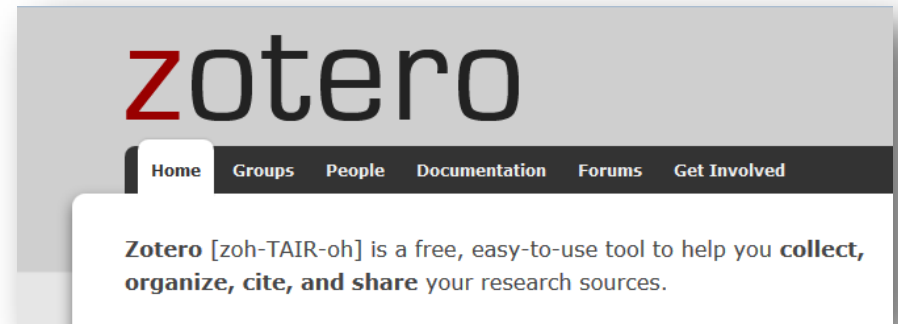 zotero
Home Groups People Documentation Forums Get Involved
Zotero [zoh-TAIR-oh] is a free, easy-to-use tool to help you collect,
organize, cite, and share your research sources.